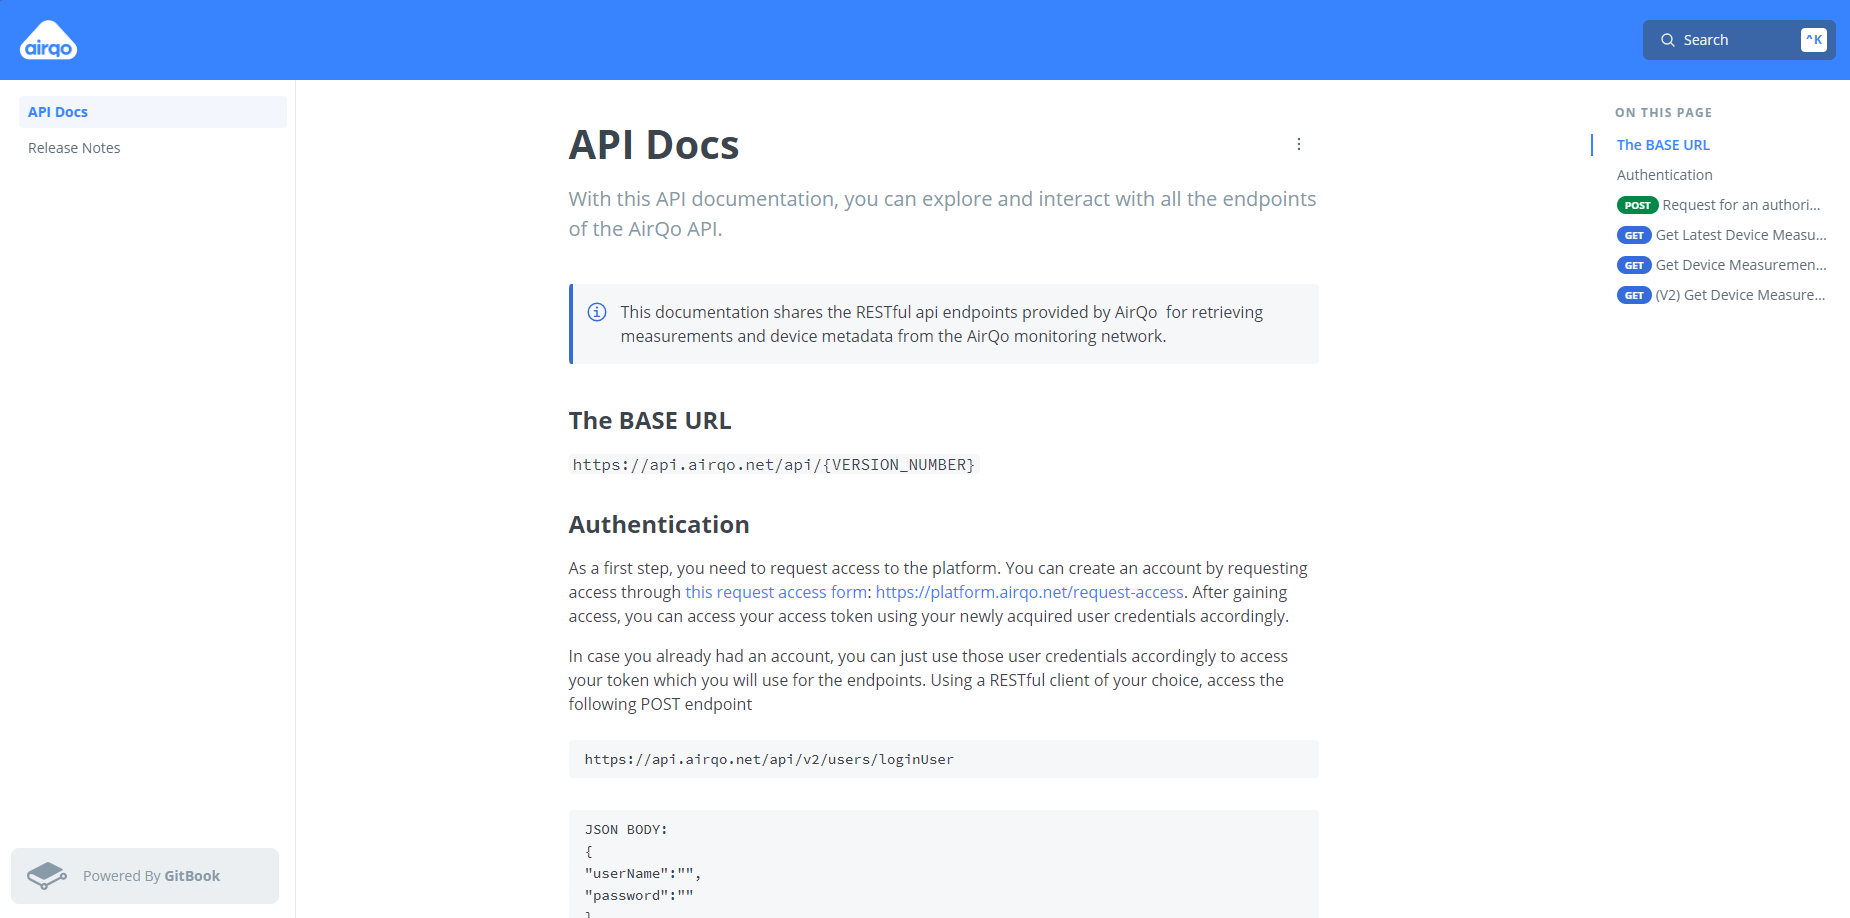 airqo
Search
^K
API Docs
Release Notes
API Docs
With this API documentation, you can explore and interact with all the endpoints
of the AirQo API.
This documentation shares the RESTful api endpoints provided by AirQo  for retrieving
measurements and device metadata from the AirQo monitoring network.
The BASE URL
https://api.airqo.net/api/{VERSION_NUMBER}
Authentication
As a first step, you need to request access to the platform. You can create an account by requesting
access through this request access form: https://platform.airqo.net/request-access. After gaining
access, you can access your access token using your newly acquired user credentials accordingly.
In case you already had an account, you can just use those user credentials accordingly to access
your token which you will use for the endpoints. Using a RESTful client of your choice, access the
following POST endpoint
https://api.airqo.net/api/v2/users/loginUser
JSON BODY:
{
"userName":"",
"password":""
}
ON THIS PAGE
The BASE URL
Authentication
POST Request for an authori...
GET Get Latest Device Measu...
GET Get Device Measuremen...
GET (V2) Get Device Measure...
Powered By GitBook